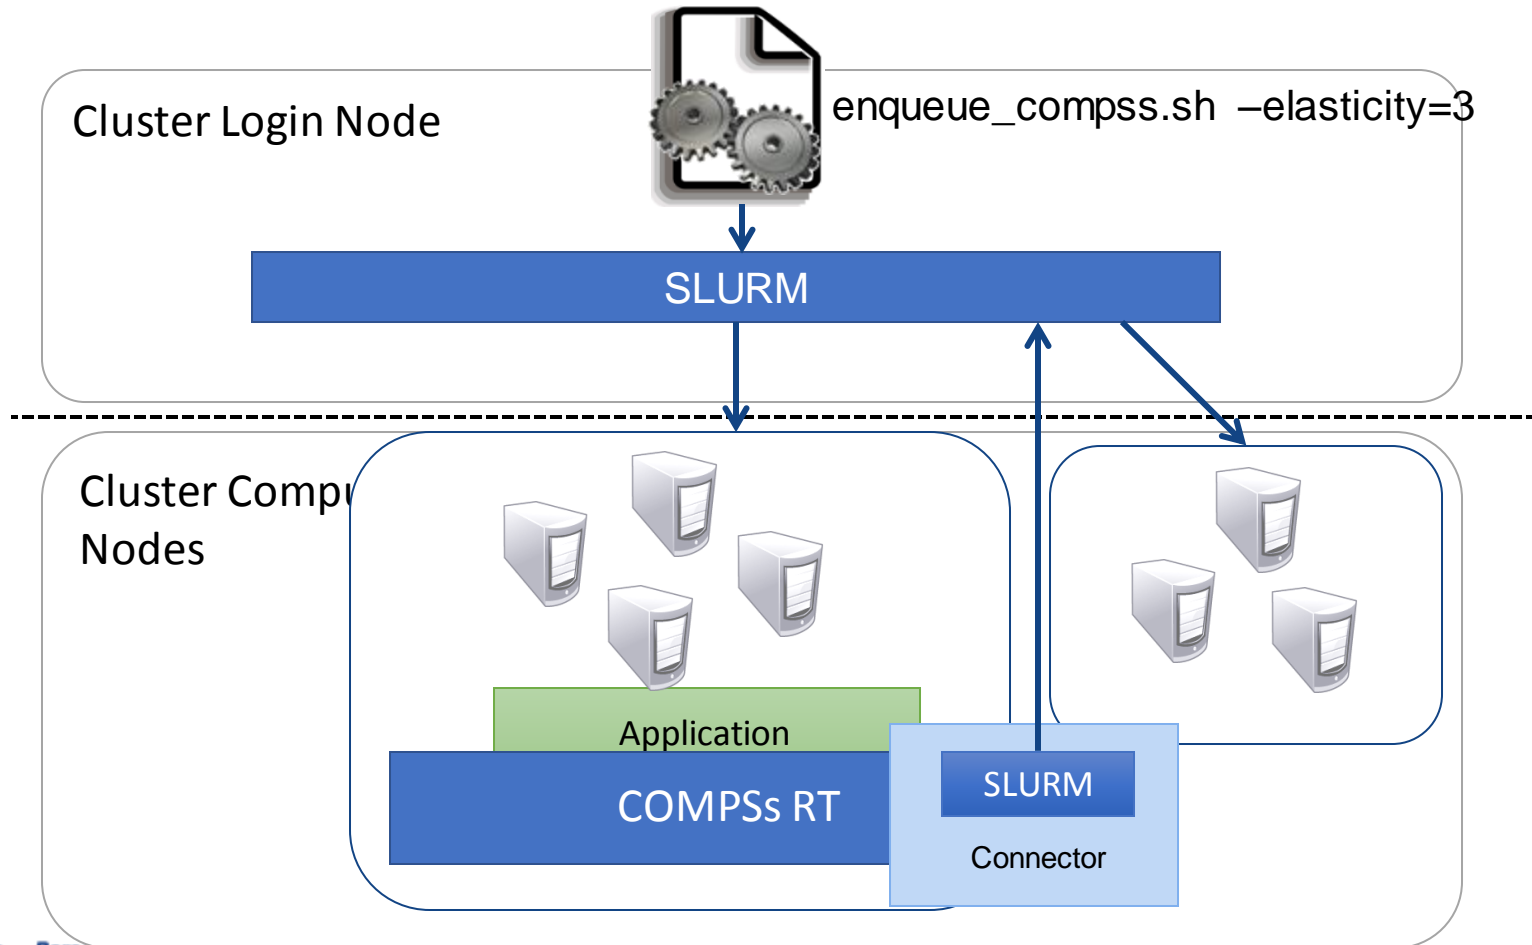 Cluster Login Node
enqueue_compss.sh –elasticity=3
SLURM
Cluster Compu
Nodes
Application
COMPSs RT
SLURM
Connector